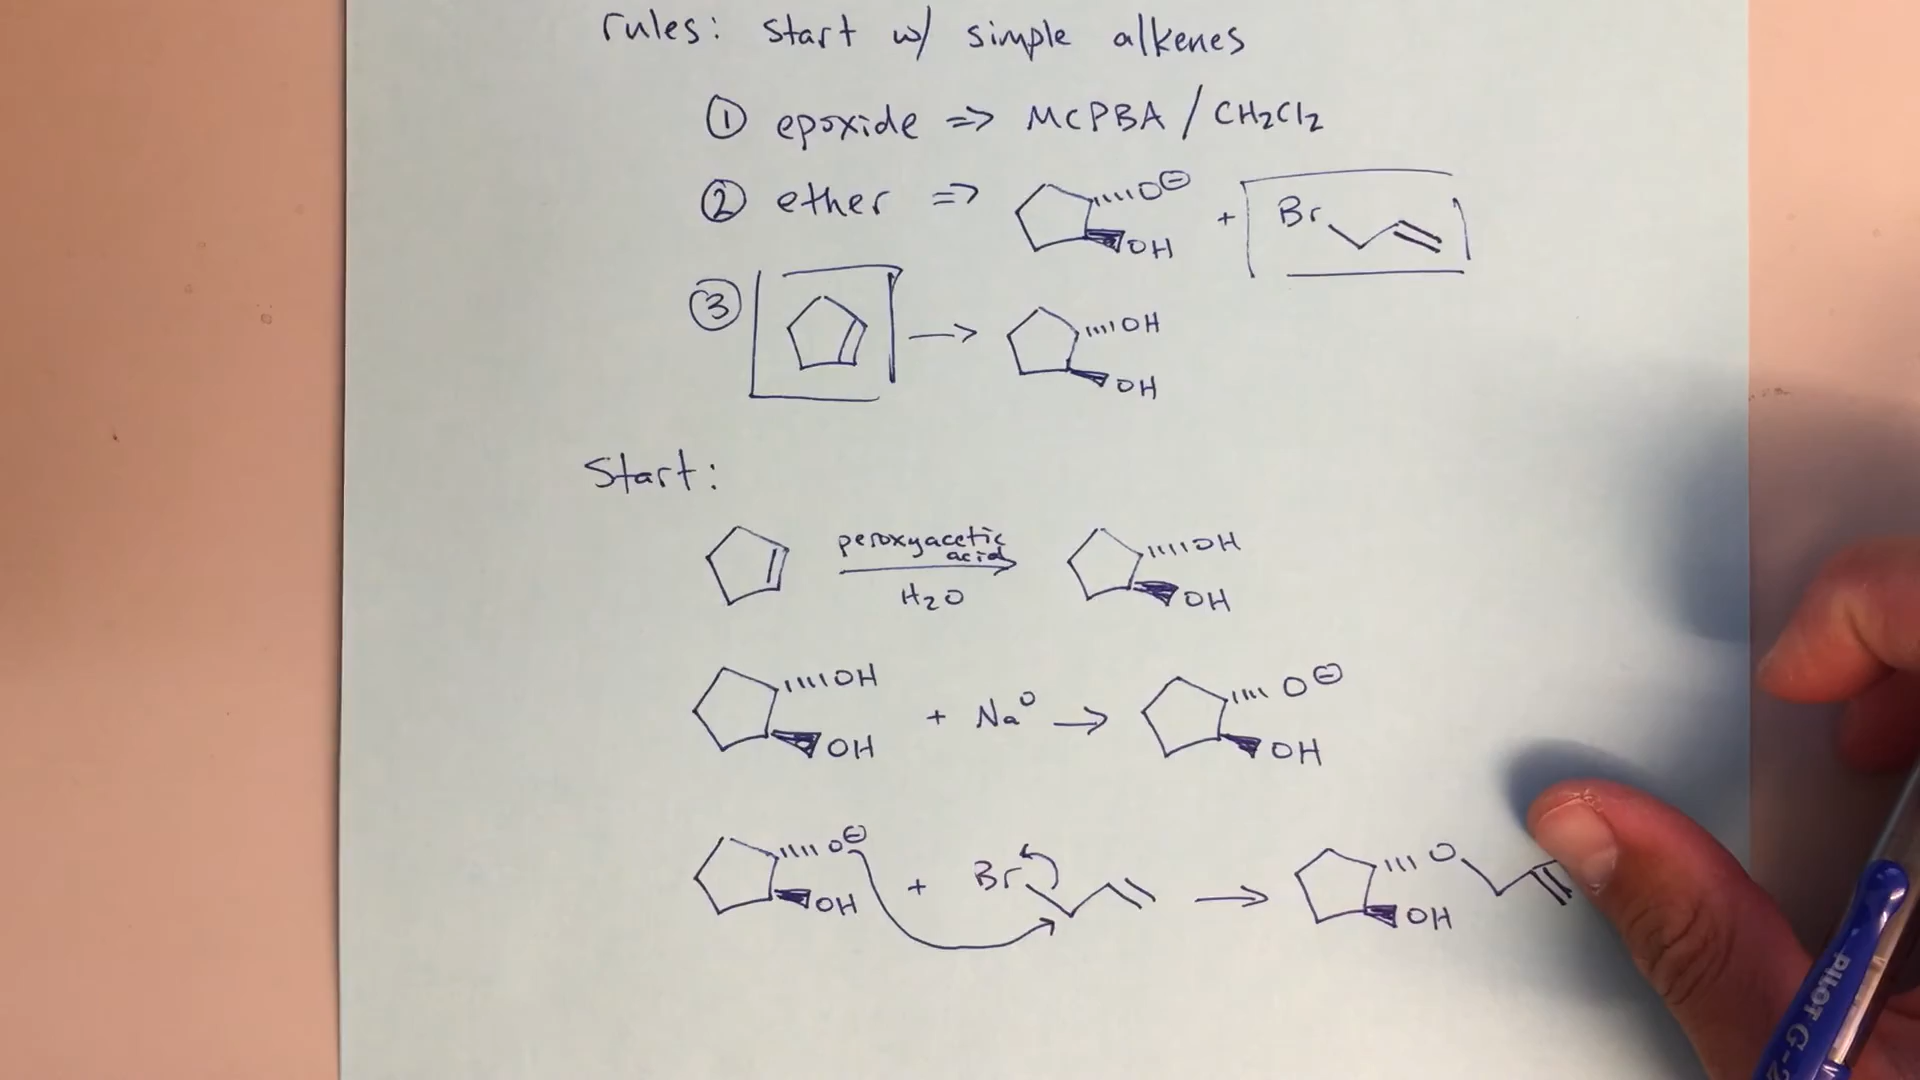 rules: start w/ simple alkenes
① epoxide => MCPBA / CH2Cl2
② ether => O⊖ OH + Br
③ → OH OH
Start:
peroxyacetic acid H2O OH OH
OH OH + Na⁰ → O⊖ OH
O⊖ OH + Br → O OH
PILOT G-2